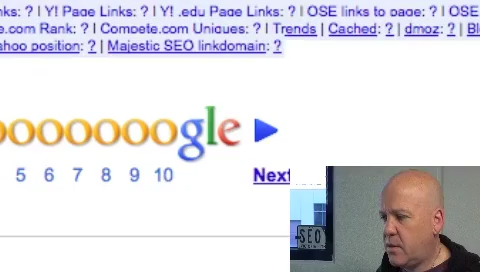 nks: ? | Y! Page Links: ? | Y! .edu Page Links: ? | OSE links to page: ? | OSE
e.com Rank: ? | Compete.com Uniques: ? | Trends | Cached: ? | dmoz: ? | Bl
ahoo position: ? | Majestic SEO linkdomain: ?
oooooooogle
5 6 7 8 9 10 Next
SEO